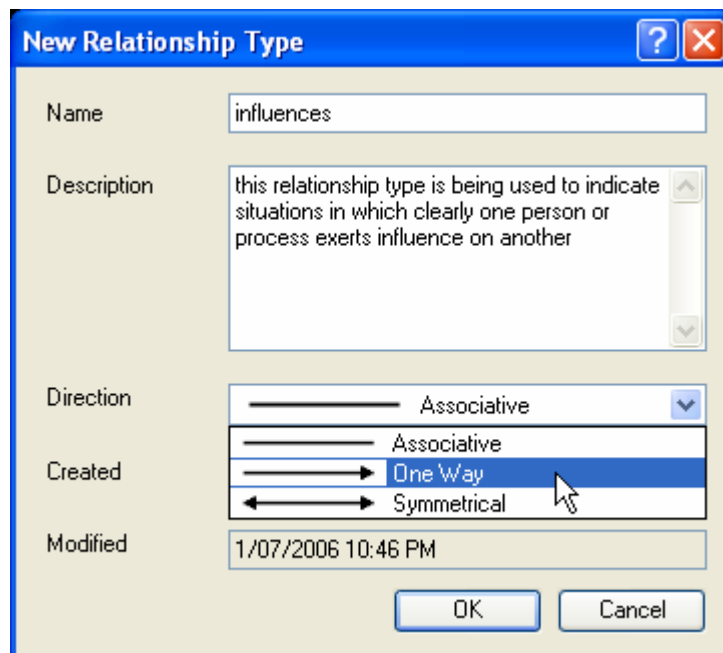 New Relationship Type
Name
influences
Description
this relationship type is being used to indicate
situations in which clearly one person or
process exerts influence on another
Direction
Associative
Associative
Created
One Way
Symmetrical
Modified
1/07/2006 10:46 PM
OK
Cancel